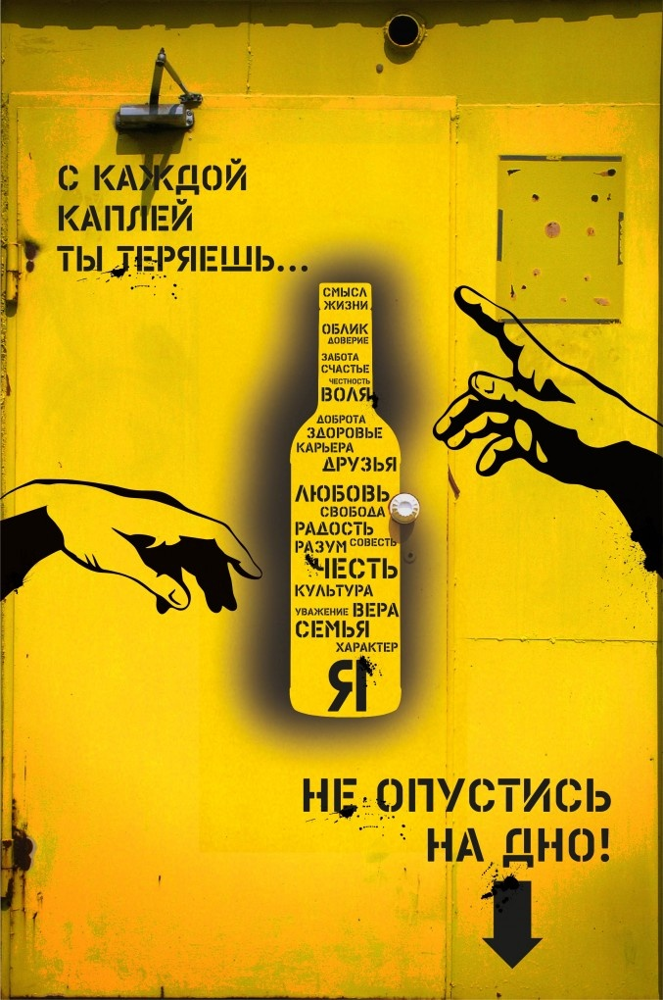 С КАЖДОЙ
КАПЛЕЙ
ТЫ ТЕРЯЕШЬ...
СМЫСЛ
ЖИЗНИ
ОБЛИК
ДОВЕРИЕ
ЗАБОТА
СЧАСТЬЕ
ЧЕСТНОСТЬ
ВОЛЯ
ДОБРОТА
ЗДОРОВЬЕ
КАРЬЕРА
ДРУЗЬЯ
ЛЮБОВЬ
СВОБОДА
РАДОСТЬ
РАЗУМ СОВЕСТЬ
ЧЕСТЬ
КУЛЬТУРА
УВАЖЕНИЕ ВЕРА
СЕМЬЯ
ХАРАКТЕР
Я
НЕ ОПУСТИСЬ
НА ДНО!